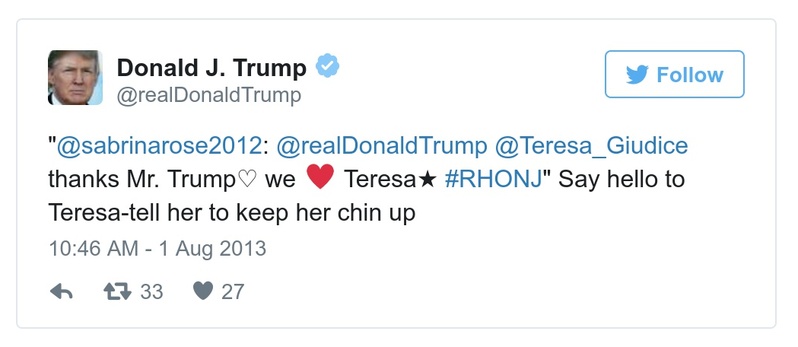 Donald J. Trump
@realDonaldTrump
Follow
"@sabrinarose2012: @realDonaldTrump @Teresa_Giudice
thanks Mr. Trump♡ we ❤ Teresa★ #RHONJ" Say hello to
Teresa-tell her to keep her chin up
10:46 AM - 1 Aug 2013
33 27